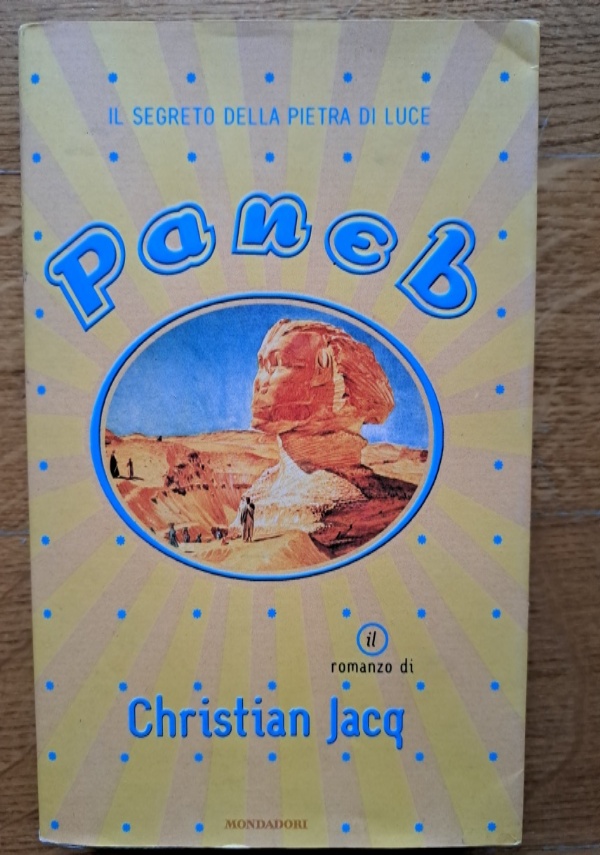 IL SEGRETO DELLA PIETRA DI LUCE
Paneb
il
romanzo di
Christian Jacq
MONDADORI